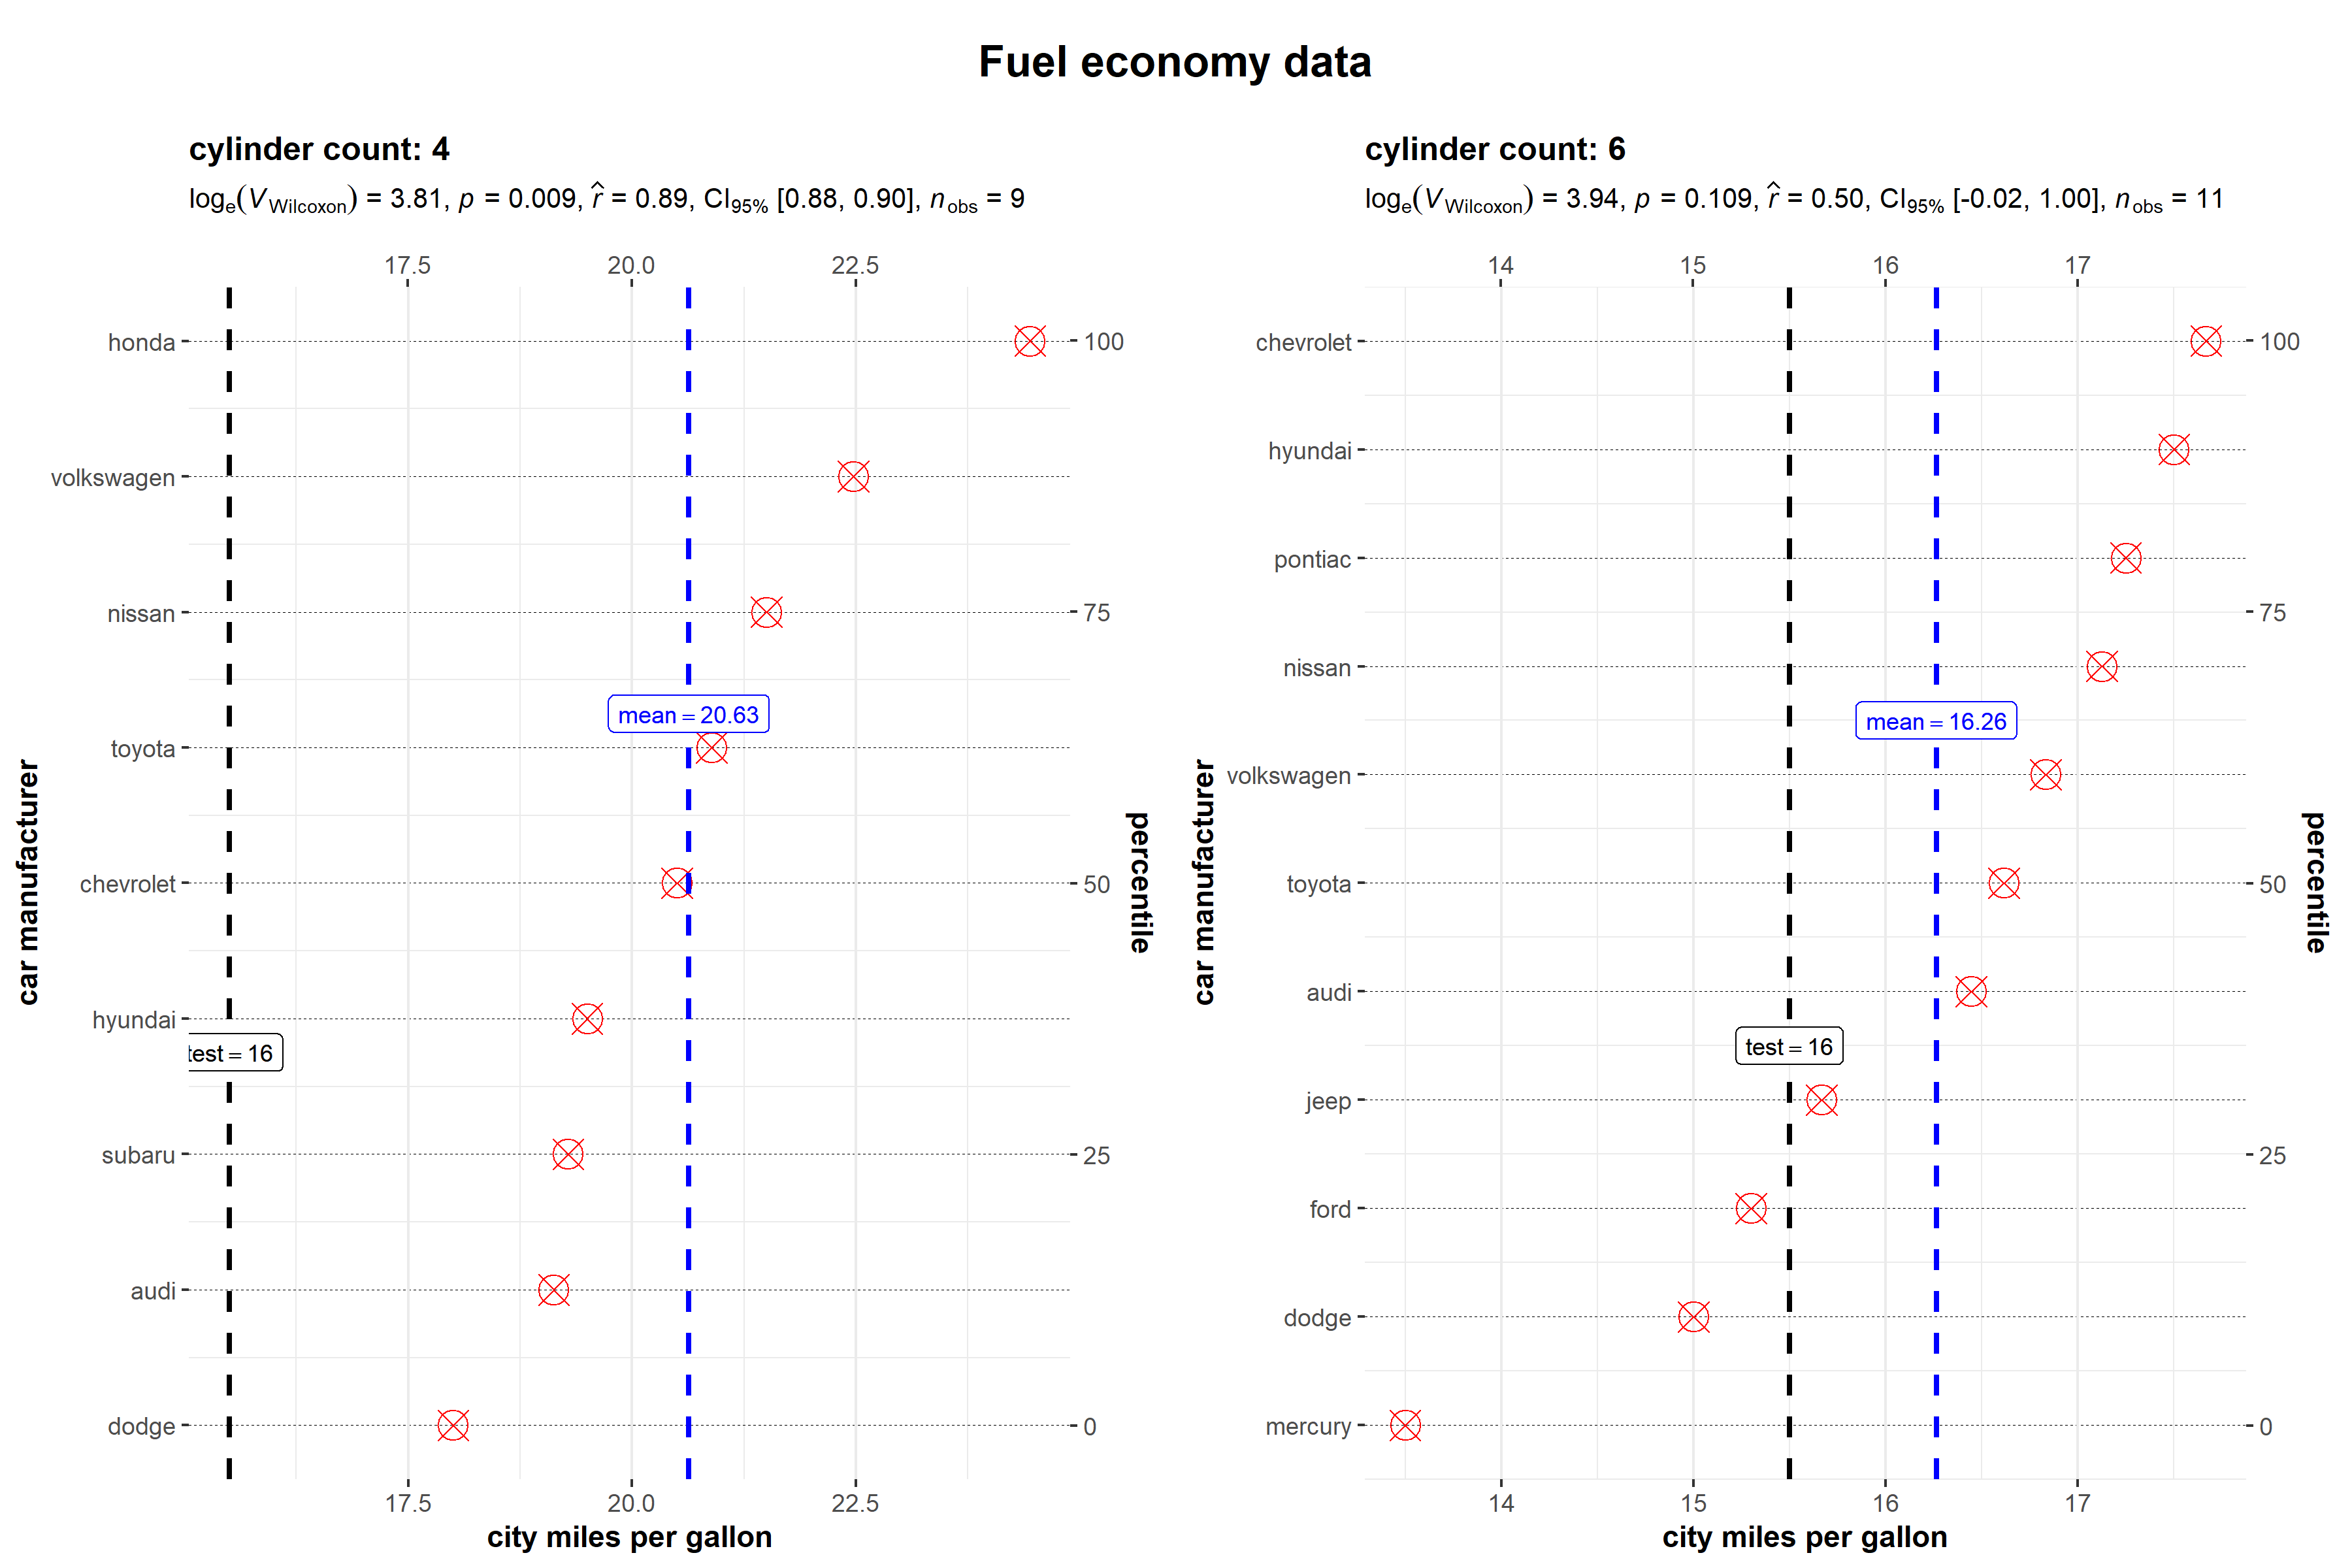 Fuel economy data
cylinder count: 4
logₑ(V_Wilcoxon) = 3.81, p = 0.009, r̂ = 0.89, CI₉₅% [0.88, 0.90], n_obs = 9
17.5 20.0 22.5
honda
volkswagen
nissan
toyota
chevrolet
hyundai
subaru
audi
dodge
car manufacturer
mean = 20.63
test = 16
100
75
50
25
0
percentile
17.5 20.0 22.5
city miles per gallon
cylinder count: 6
logₑ(V_Wilcoxon) = 3.94, p = 0.109, r̂ = 0.50, CI₉₅% [-0.02, 1.00], n_obs = 11
14 15 16 17
chevrolet
hyundai
pontiac
nissan
volkswagen
toyota
audi
jeep
ford
dodge
mercury
car manufacturer
mean = 16.26
test = 16
100
75
50
25
0
percentile
14 15 16 17
city miles per gallon